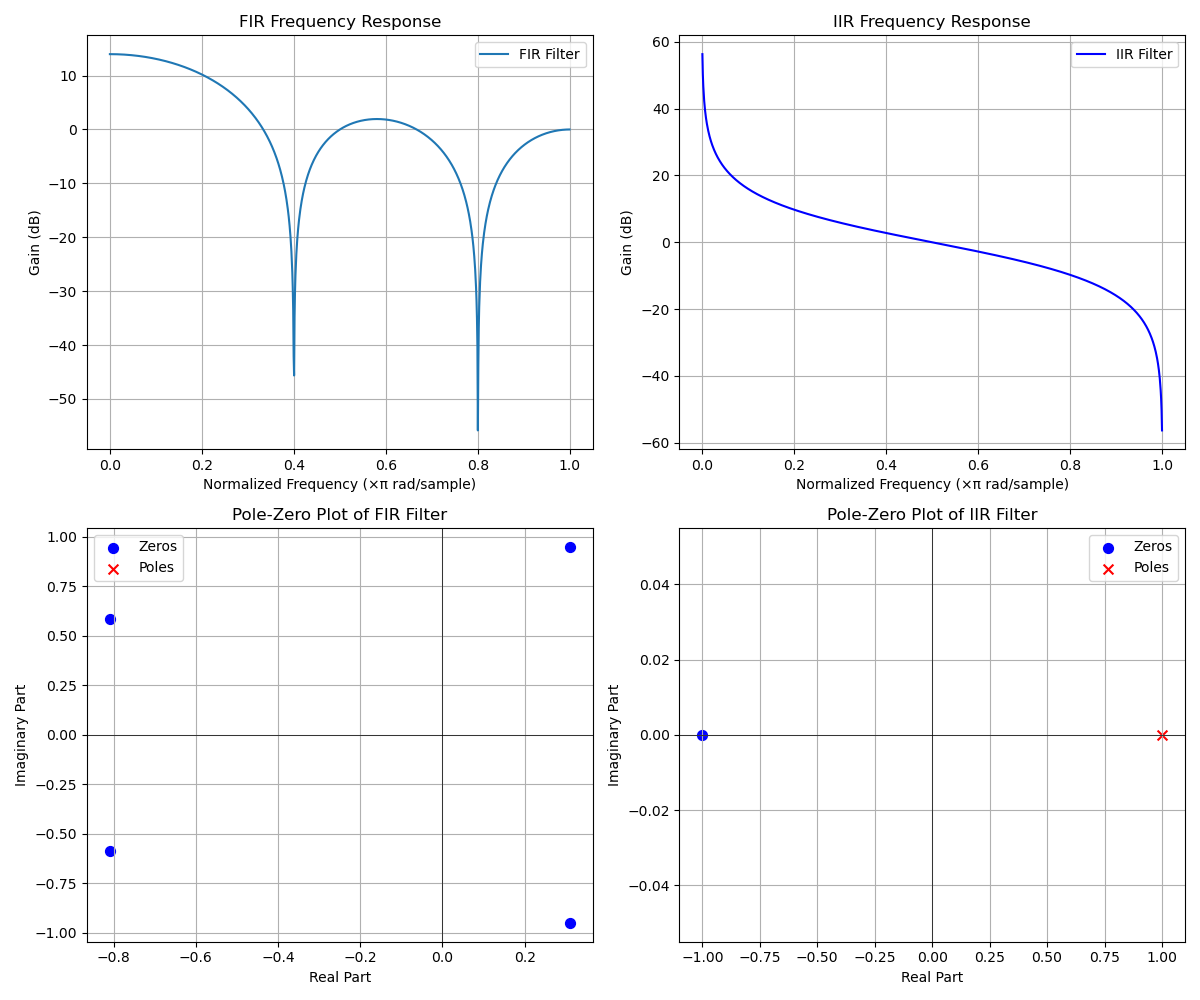 FIR Frequency Response
FIR Filter
Gain (dB)
10
0
−10
−20
−30
−40
−50
0.0 0.2 0.4 0.6 0.8 1.0
Normalized Frequency (×π rad/sample)
IIR Frequency Response
IIR Filter
Gain (dB)
60
40
20
0
−20
−40
−60
0.0 0.2 0.4 0.6 0.8 1.0
Normalized Frequency (×π rad/sample)
Pole-Zero Plot of FIR Filter
Zeros
Poles
Imaginary Part
1.00
0.75
0.50
0.25
0.00
−0.25
−0.50
−0.75
−1.00
−0.8 −0.6 −0.4 −0.2 0.0 0.2
Real Part
Pole-Zero Plot of IIR Filter
Zeros
Poles
Imaginary Part
0.04
0.02
0.00
−0.02
−0.04
−1.00 −0.75 −0.50 −0.25 0.00 0.25 0.50 0.75 1.00
Real Part